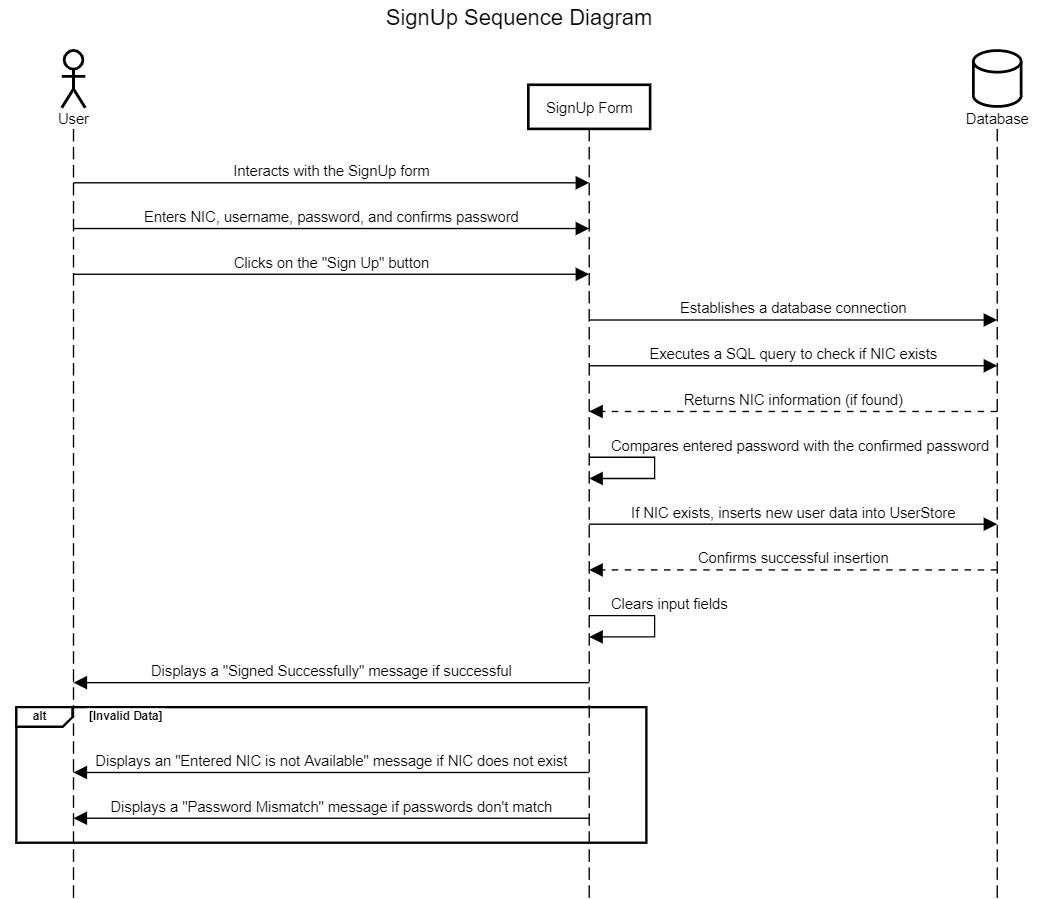 SignUp Sequence Diagram
User
SignUp Form
Database
Interacts with the SignUp form
Enters NIC, username, password, and confirms password
Clicks on the "Sign Up" button
Establishes a database connection
Executes a SQL query to check if NIC exists
Returns NIC information (if found)
Compares entered password with the confirmed password
If NIC exists, inserts new user data into UserStore
Confirms successful insertion
Clears input fields
Displays a "Signed Successfully" message if successful
alt
[Invalid Data]
Displays an "Entered NIC is not Available" message if NIC does not exist
Displays a "Password Mismatch" message if passwords don't match